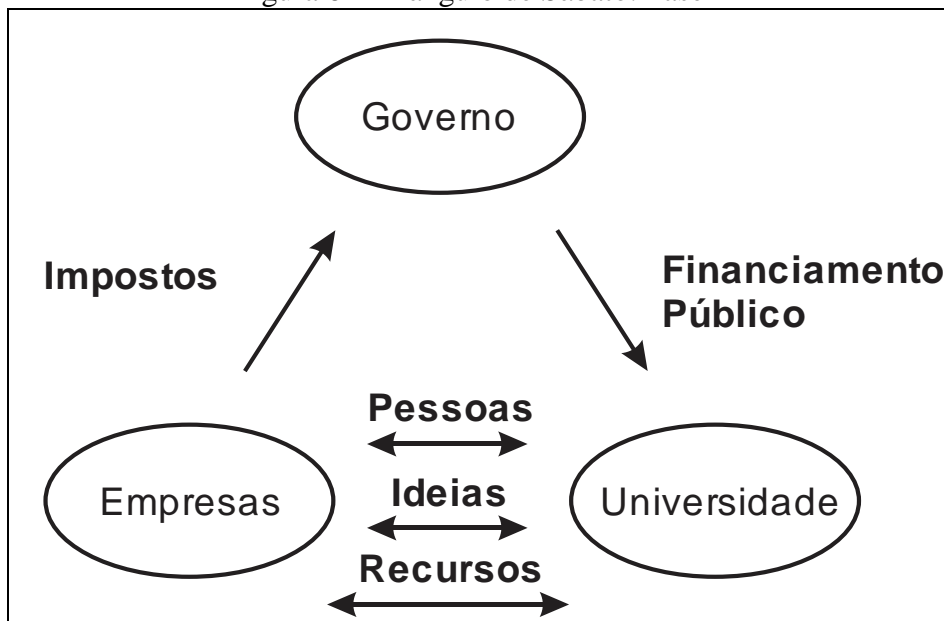 Governo
Impostos
Financiamento
Público
Pessoas
Empresas
Ideias
Universidade
Recursos